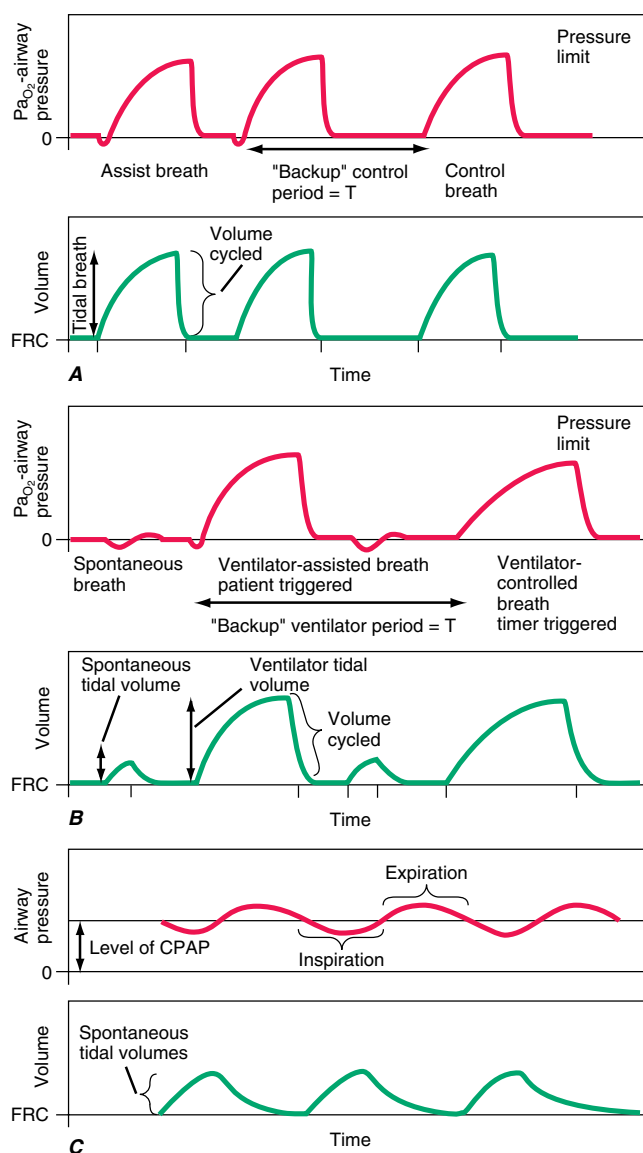 Pressure
limit
PaO2-airway
pressure
0
Assist breath
"Backup" control
period = T
Control
breath
Volume
Tidal breath
Volume
cycled
FRC
A
Time
Pressure
limit
PaO2-airway
pressure
0
Spontaneous
breath
Ventilator-assisted breath
patient triggered
Ventilator-
controlled
breath
timer triggered
"Backup" ventilator period = T
Spontaneous
tidal volume
Ventilator tidal
volume
Volume
Volume
cycled
FRC
B
Time
Airway
pressure
Expiration
Level of CPAP
Inspiration
0
Volume
Spontaneous
tidal volumes
FRC
C
Time